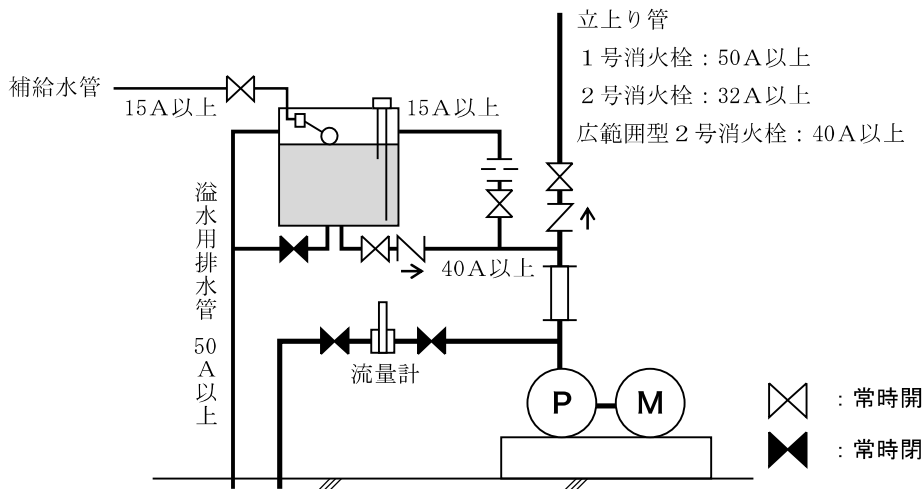 立上り管
１号消火栓：50Ａ以上
２号消火栓：32Ａ以上
広範囲型２号消火栓：40Ａ以上
補給水管
15Ａ以上
15Ａ以上
溢水用排水管 50Ａ以上
40Ａ以上
流量計
P
M
：常時開
：常時閉